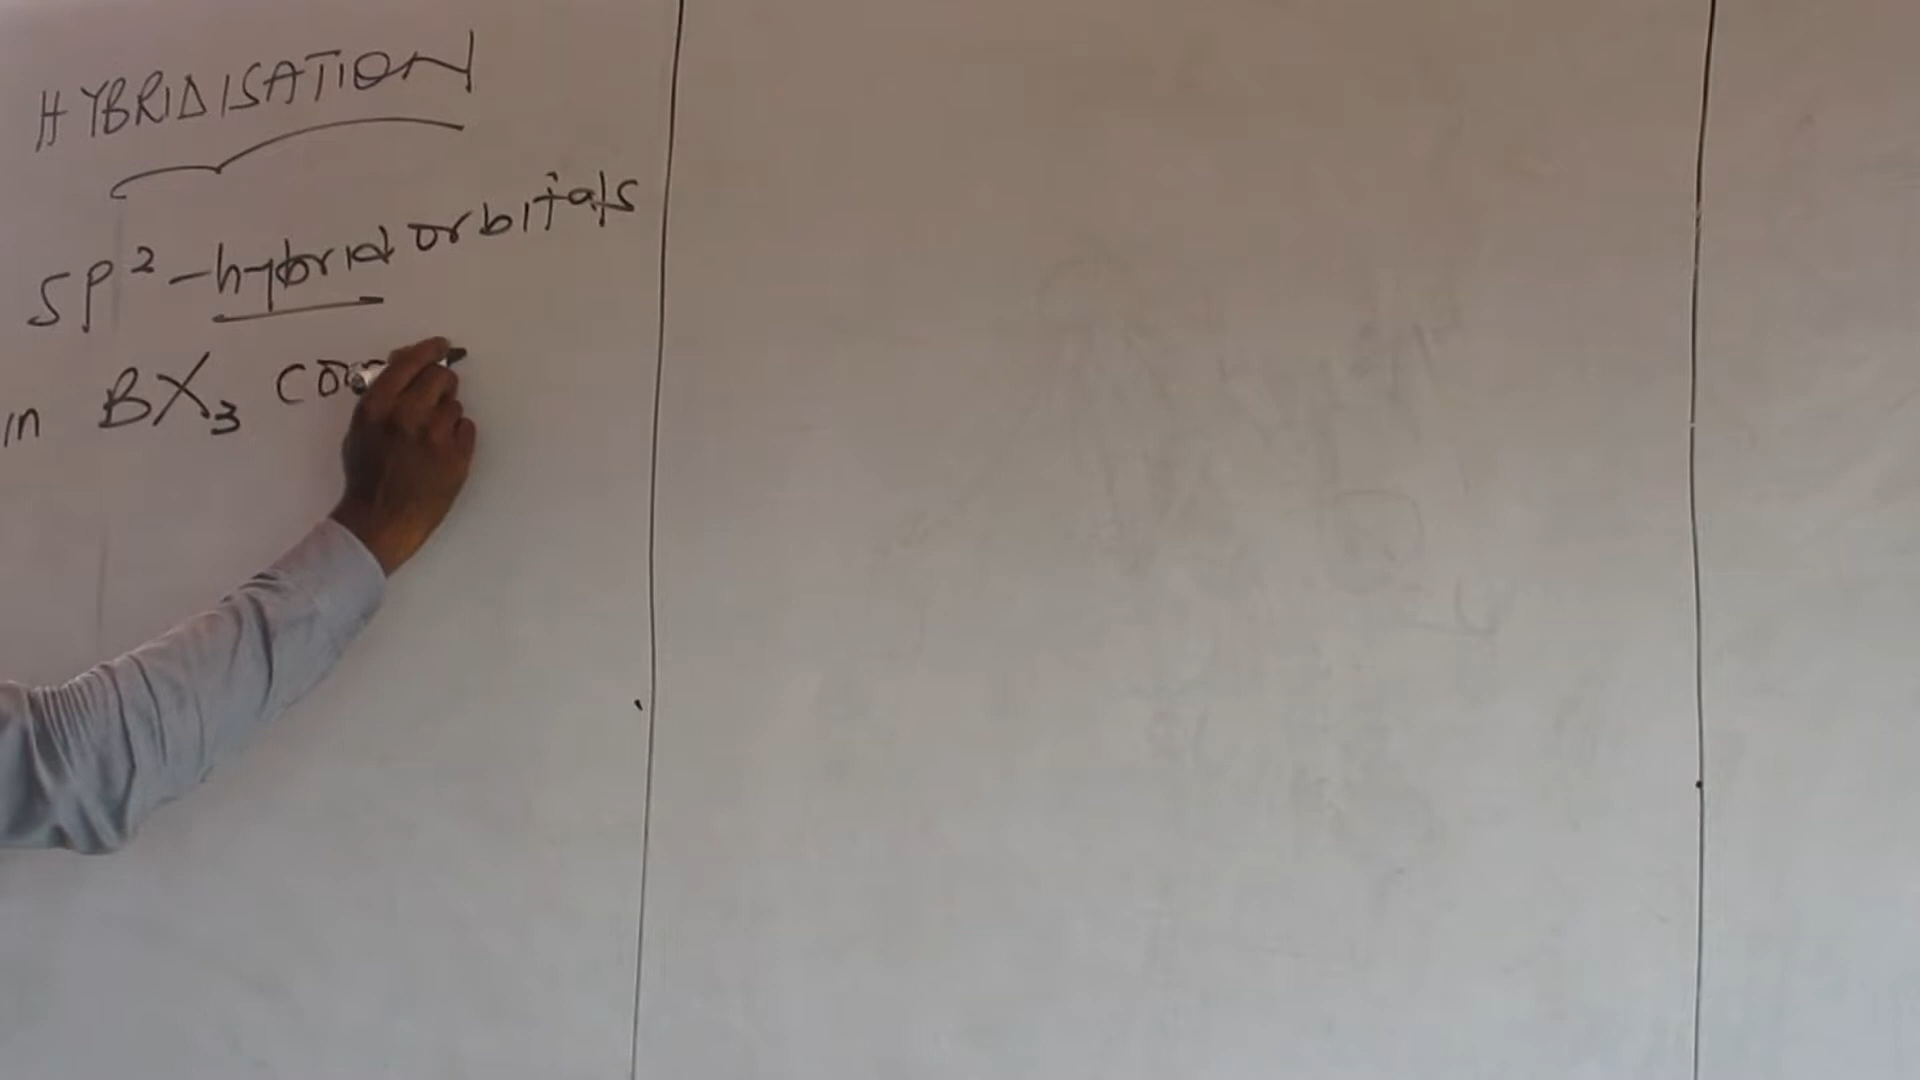 HYBRIDISATION
SP² - hybrid orbitals
in BX₃